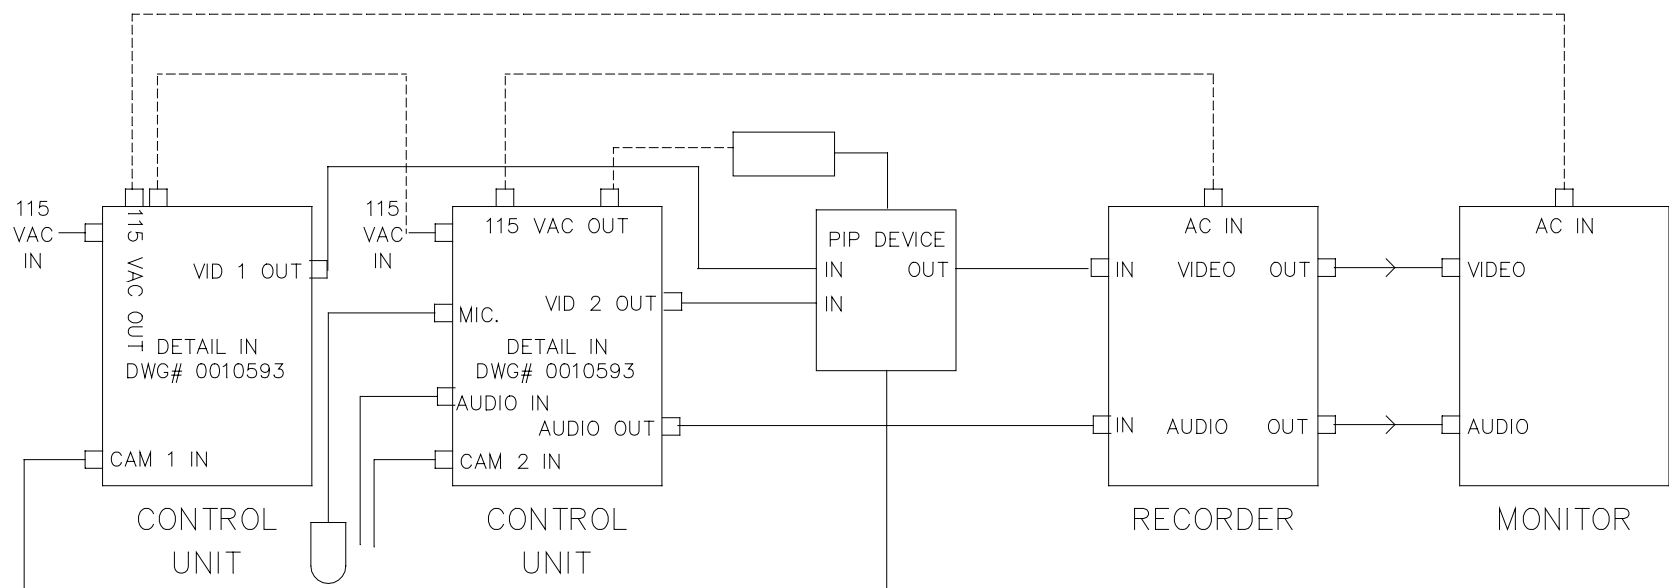 115
VAC
IN
115 VAC OUT
VID 1 OUT
DETAIL IN
DWG# 0010593
CAM 1 IN
CONTROL
UNIT
115
VAC
IN
115 VAC OUT
VID 2 OUT
MIC.
DETAIL IN
DWG# 0010593
AUDIO IN
AUDIO OUT
CAM 2 IN
CONTROL
UNIT
PIP DEVICE
IN OUT
IN
AC IN
IN VIDEO OUT
IN AUDIO OUT
RECORDER
AC IN
VIDEO
AUDIO
MONITOR